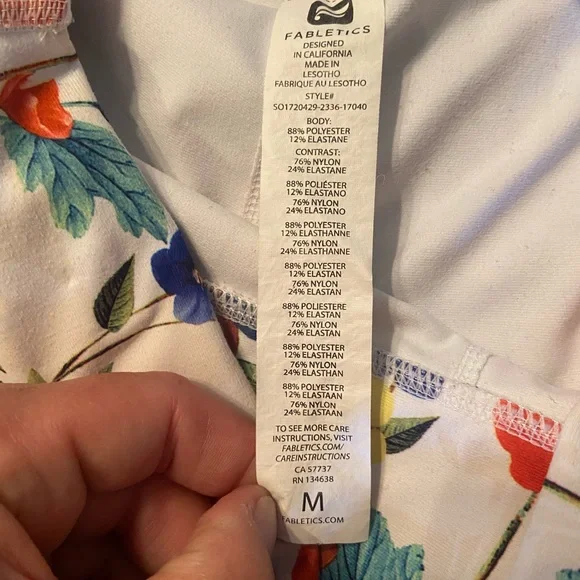 FABLETICS
DESIGNED
IN CALIFORNIA
MADE IN
LESOTHO
FABRIQUE AU LESOTHO
STYLE#
SO1720429-2336-17040
BODY:
88% POLYESTER
12% ELASTANE
CONTRAST:
76% NYLON
24% ELASTANE
88% POLIÉSTER
12% ELASTANO
76% NYLON
24% ELASTANO
88% POLYESTER
12% ELASTHANNE
76% NYLON
24% ELASTHANNE
88% POLYESTER
12% ELASTAN
76% NYLON
24% ELASTAN
88% POLIESTERE
12% ELASTAN
76% NYLON
24% ELASTAN
88% POLYESTER
12% ELASTHAN
76% NYLON
24% ELASTHAN
88% POLYESTER
12% ELASTAAN
76% NYLON
24% ELASTAAN
TO SEE MORE CARE
INSTRUCTIONS, VISIT
FABLETICS.COM/
CAREINSTRUCTIONS
CA 57737
RN 134638
M
FABLETICS.COM